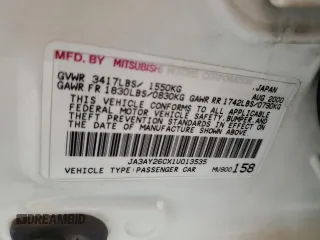 MFD. BY MITSUBISHI MOTORS CORPORATION JAPAN
GVWR 3417LBS/ 1550KG AUG 2000
GAWR FR 1830LBS/0830KG GAWR RR 1742LBS/0790KG
THIS VEHICLE CONFORMS TO ALL APPLICABLE
FEDERAL MOTOR VEHICLE SAFETY, BUMPER, AND
THEFT PREVENTION STANDARDS IN EFFECT ON
THE DATE OF MANUFACTURE SHOWN ABOVE.
JA3AY26CX1U013535
VEHICLE TYPE:PASSENGER CAR 158
DREAMBID